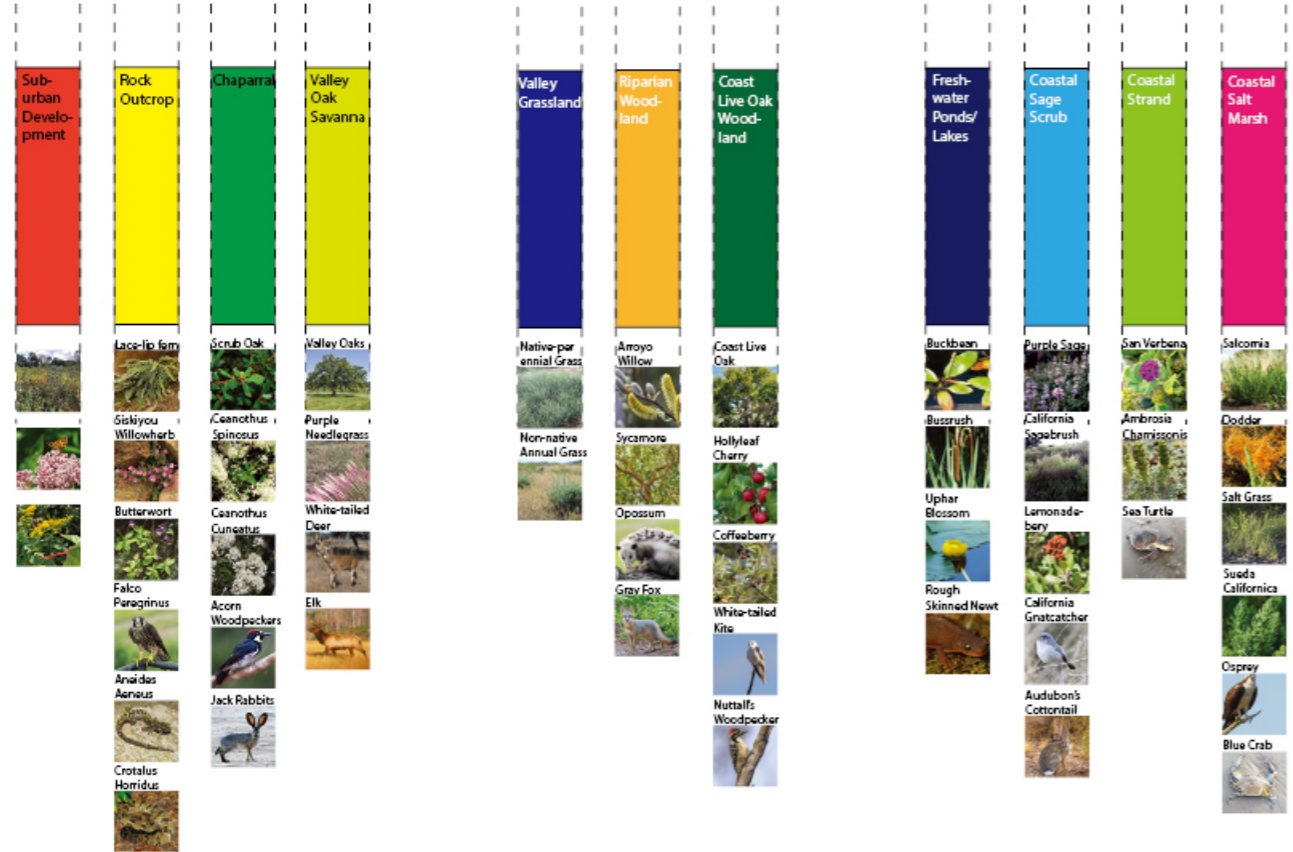 Sub-
urban
Develo-
pment
Rock
Outcrop
Chaparral
Valley
Oak
Savanna
Valley
Grassland
Riparian
Wood-
land
Coast
Live Oak
Wood-
land
Fresh-
water
Ponds/
Lakes
Coastal
Sage
Scrub
Coastal
Strand
Coastal
Salt
Marsh
Lace-lip fern
Siskiyou
Willowherb
Butterwort
Falco
Peregrinus
Aneides
Aeneus
Crotalus
Horridus
Scrub Oak
Ceanothus
Spinosus
Ceanothus
Cuneatus
Acorn
Woodpeckers
Jack Rabbits
Valley Oaks
Purple
Needlegrass
White-tailed
Deer
Elk
Native-per
ennial Grass
Non-native
Annual Grass
Arroyo
Willow
Sycamore
Opossum
Gray Fox
Coast Live
Oak
Hollyleaf
Cherry
Coffeeberry
White-tailed
Kite
Nuttall's
Woodpecker
Buckbean
Bussrush
Uphar
Blossom
Rough
Skinned Newt
Purple Sage
California
Sagebrush
Lemonade-
bery
California
Gnatcatcher
Audubon's
Cottontail
San Verbena
Ambrosia
Chamissonis
Sea Turtle
Salcornia
Dodder
Salt Grass
Sueda
Californica
Osprey
Blue Crab